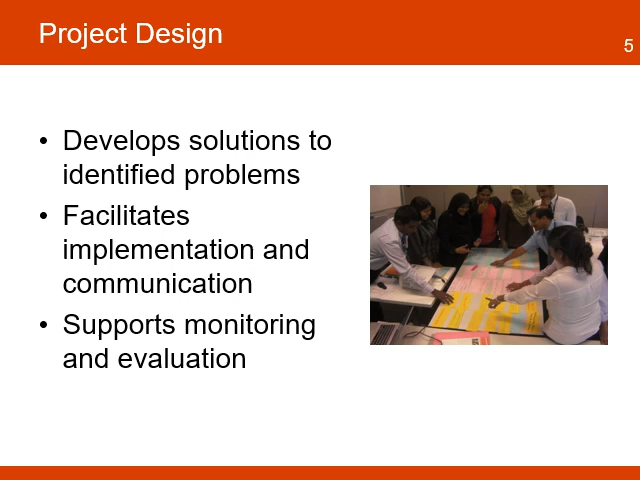 Project Design
5
• Develops solutions to
identified problems
• Facilitates
implementation and
communication
• Supports monitoring
and evaluation